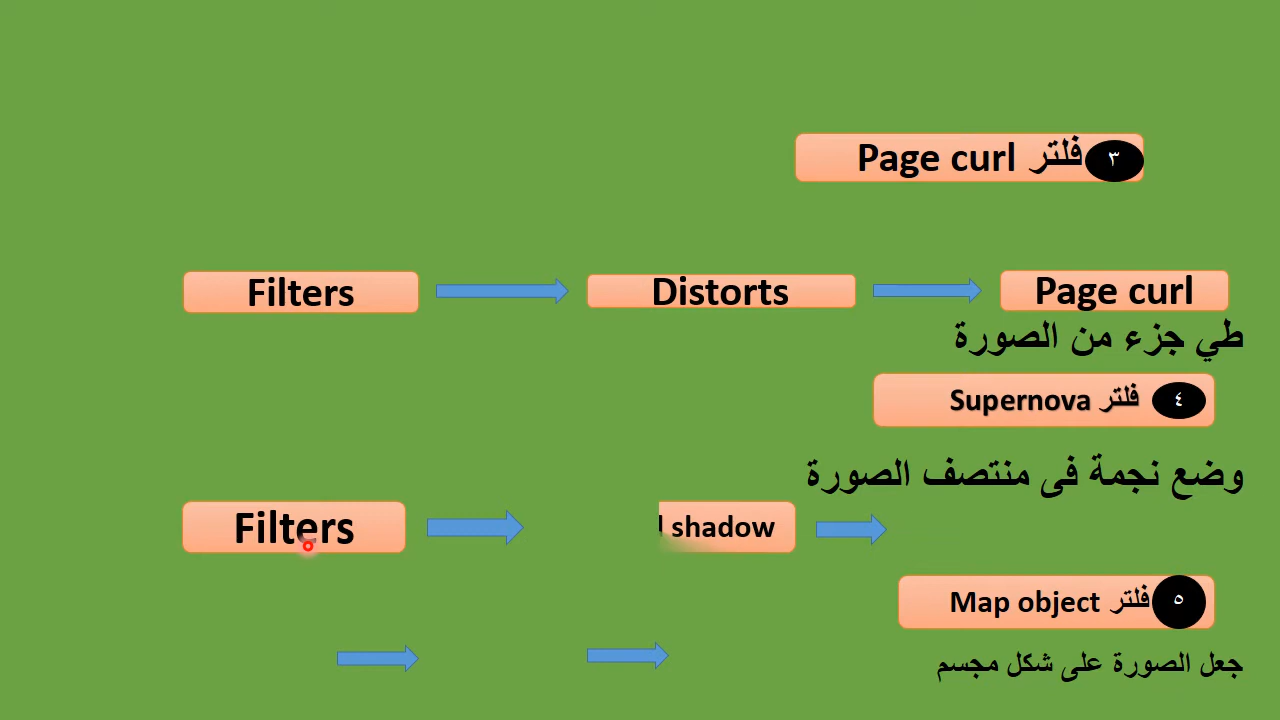 ٣ فلتر Page curl
Filters Distorts Page curl
طي جزء من الصورة
٤ فلتر Supernova
وضع نجمة فى منتصف الصورة
Filters shadow
٥ فلتر Map object
جعل الصورة على شكل مجسم